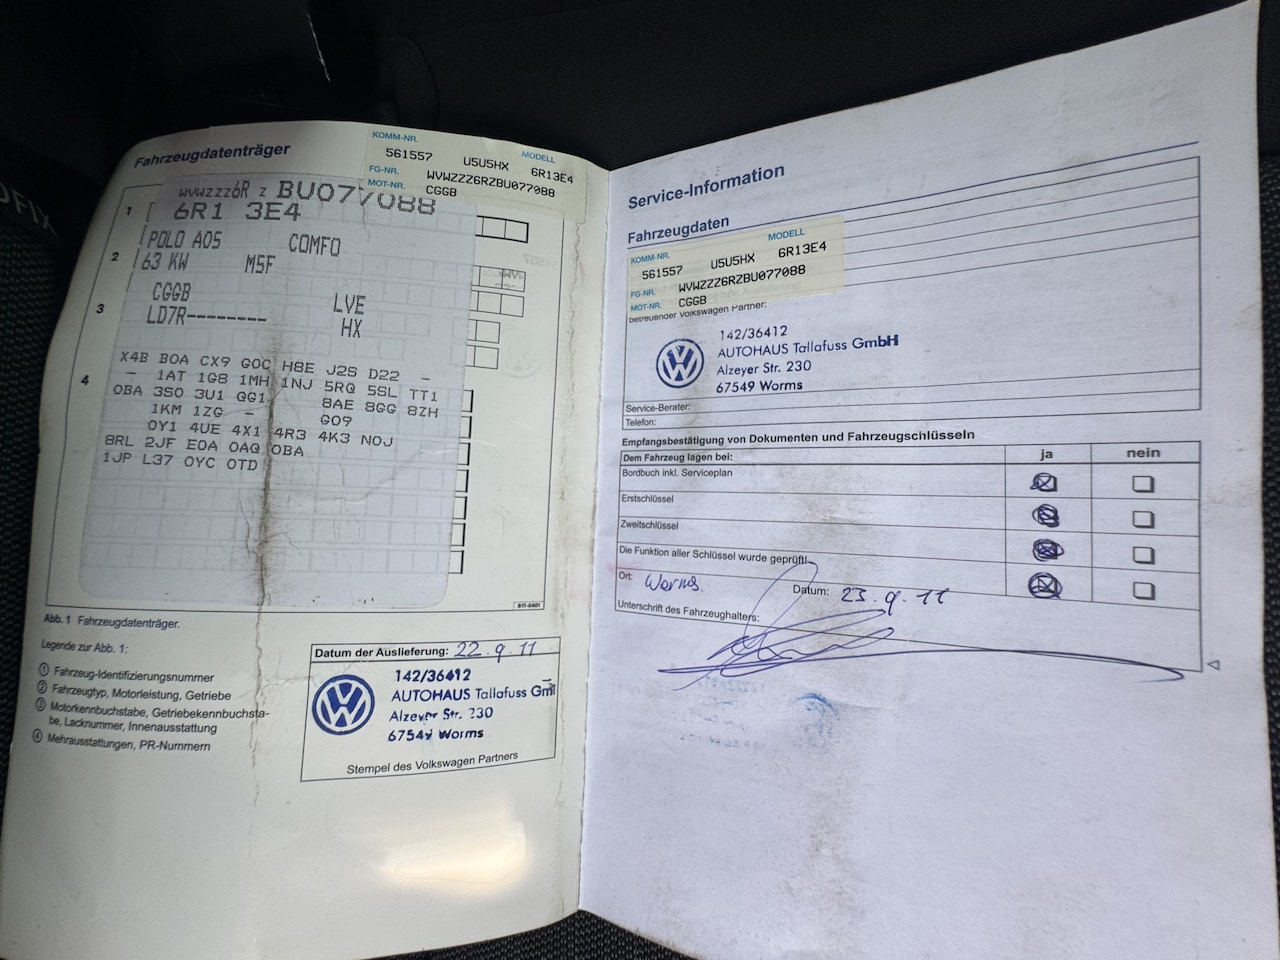 Fahrzeugdatenträger
KOMM-NR. MODELL
561557 U5U5HX 6R13E4
FG-NR. WVWZZZ6RZBU077088
MOT-NR. CGGB
WVWZZZ6R Z BU077088
1 6R1 3E4
POLO A05 COMFO
2 63 KW M5F
CGGB LVE
3 LD7R-------- HX
X4B B0A CX9 G0C H8E J2S D22 -
- 1AT 1G8 1MH 1NJ 5RQ 5SL TT1
4 0BA 3S0 3U1 QG1 8AE 8GG 8ZH
1KM 1ZG - G09
0Y1 4UE 4X1 4R3 4K3 N0J
8RL 2JF E0A 0AQ 0BA
1JP L37 0YC 0TD
B11-0401
Abb. 1 Fahrzeugdatenträger.
Legende zur Abb. 1:
① Fahrzeug-Identifizierungsnummer
② Fahrzeugtyp, Motorleistung, Getriebe
③ Motorkennbuchstabe, Getriebekennbuchsta-
be, Lacknummer, Innenausstattung
④ Mehrausstattungen, PR-Nummern
Datum der Auslieferung: 22.9.11
142/36412
AUTOHAUS Tallafuss Gm
Alzeyer Str. 230
67549 Worms
Stempel des Volkswagen Partners
Service-Information
Fahrzeugdaten
KOMM-NR. MODELL
561557 U5U5HX 6R13E4
FG-NR. WVWZZZ6RZBU077088
MOT-NR. CGGB
Betreuender Volkswagen Partner:
142/36412
AUTOHAUS Tallafuss GmbH
Alzeyer Str. 230
67549 Worms
Service-Berater:
Telefon:
Empfangsbestätigung von Dokumenten und Fahrzeugschlüsseln
Dem Fahrzeug lagen bei: ja nein
Bordbuch inkl. Serviceplan
Erstschlüssel
Zweitschlüssel
Die Funktion aller Schlüssel wurde geprüft!
Ort: Worms Datum: 23.9.11
Unterschrift des Fahrzeughalters: